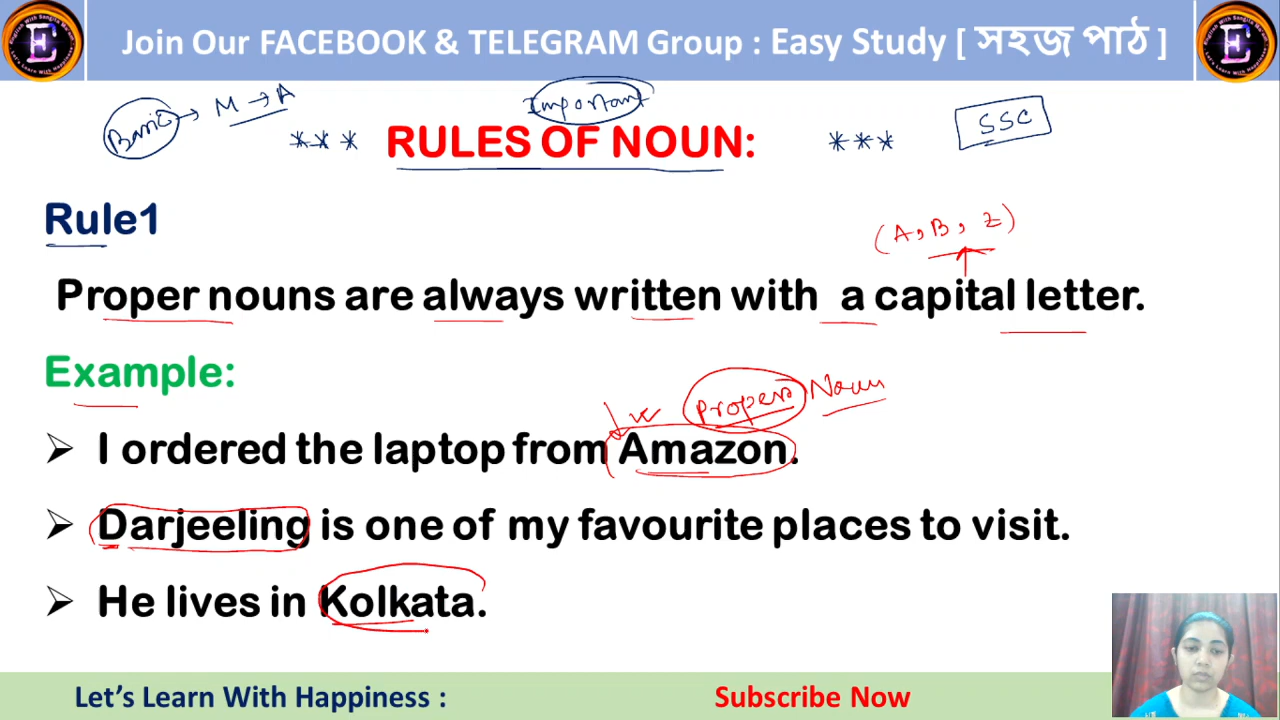 Join Our FACEBOOK & TELEGRAM Group : Easy Study [ সহজ পাঠ ]
E
E
Basic → M → A
Important
SSC
*** RULES OF NOUN: ***
Rule1
(A, B, Z)
Proper nouns are always written with a capital letter.
Example:
Proper Noun
➢ I ordered the laptop from Amazon.
➢ Darjeeling is one of my favourite places to visit.
➢ He lives in Kolkata.
Let's Learn With Happiness :
Subscribe Now